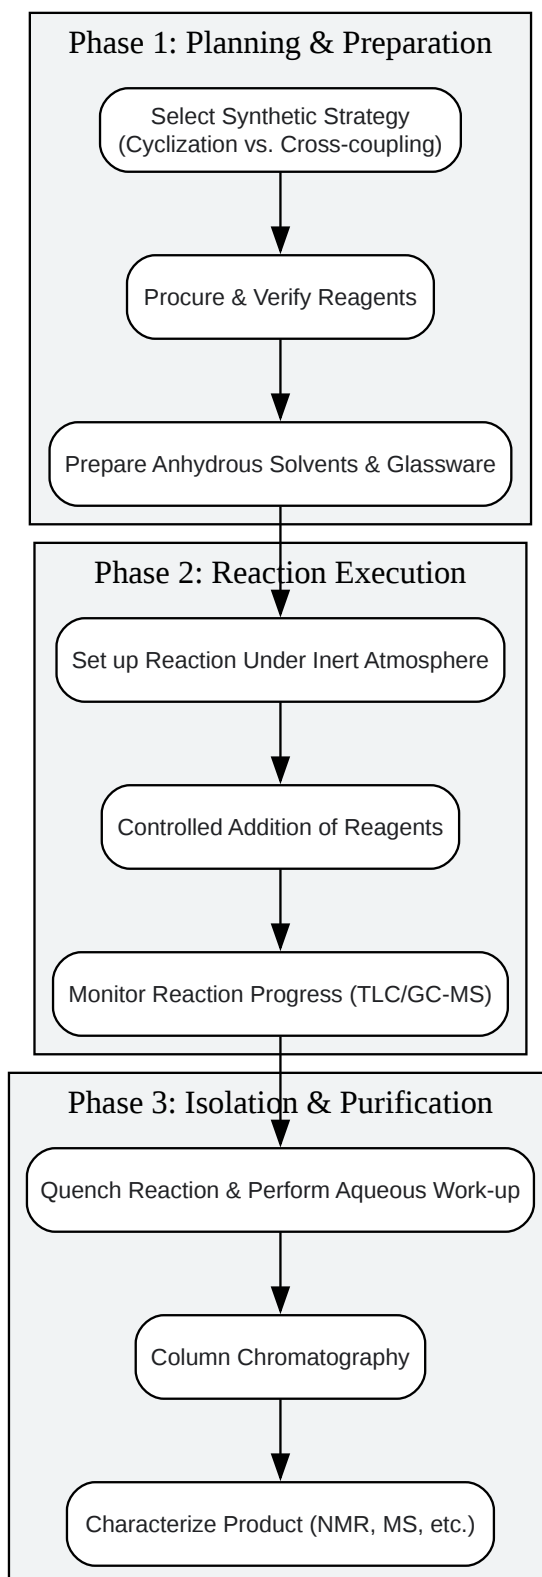 Phase 1: Planning & Preparation
Select Synthetic Strategy
(Cyclization vs. Cross-coupling)
Procure & Verify Reagents
Prepare Anhydrous Solvents & Glassware
Phase 2: Reaction Execution
Set up Reaction Under Inert Atmosphere
Controlled Addition of Reagents
Monitor Reaction Progress (TLC/GC-MS)
Phase 3: Isolation & Purification
Quench Reaction & Perform Aqueous Work-up
Column Chromatography
Characterize Product (NMR, MS, etc.)